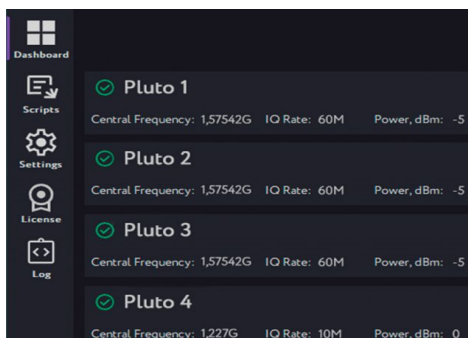 Dashboard
Scripts
Settings
License
Log
Pluto 1
Central Frequency: 1,57542G IQ Rate: 60M Power, dBm: -5
Pluto 2
Central Frequency: 1,57542G IQ Rate: 60M Power, dBm: -5
Pluto 3
Central Frequency: 1,57542G IQ Rate: 60M Power, dBm: -5
Pluto 4
Central Frequency: 1,227G IQ Rate: 10M Power, dBm: 0